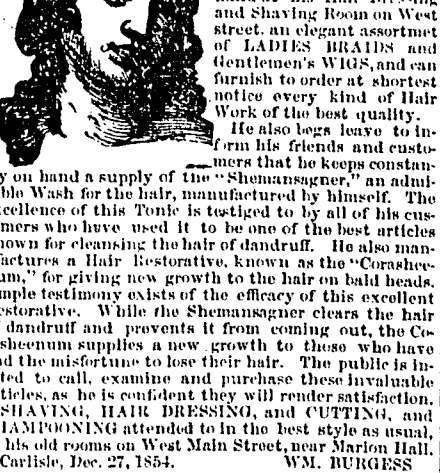 and Shaving Room on West
street. an elegant assortmet
of LADIES BRAIDS and
Gentlemen's WIGS, and can
furnish to order at shortest
notice every kind of Hair
Work of the best quality.
He also begs leave to in-
form his friends and custo-
mers that he keeps constan-
y on hand a supply of the "Shemansagner," an admi-
ble Wash for the hair, manufactured by himself. The
xcellence of this Tonic is testiged to by all of his cus-
mers who have used it to be one of the best articles
nown for cleansing the hair of dandruff. He also man-
factures a Hair Restorative, known as the "Corashee-
um," for giving new growth to the hair on bald heads.
mple testimony exists of the efficacy of this excellent
estorative. While the Shemansagner clears the hair
f dandruff and prevents it from coming out, the Co-
sheenum supplies a new growth to those who have
ad the misfortune to lose their hair. The public is in-
ted to call, examine and purchase these invaluable
ticles, as he is confident they will render satisfaction.
SHAVING, HAIR DRESSING, and CUTTING, and
HAMPOONING attended to in the best style as usual,
his old rooms on West Main Street, near Marion Hall.
Carlisle, Dec. 27, 1854. WM. BURGESS